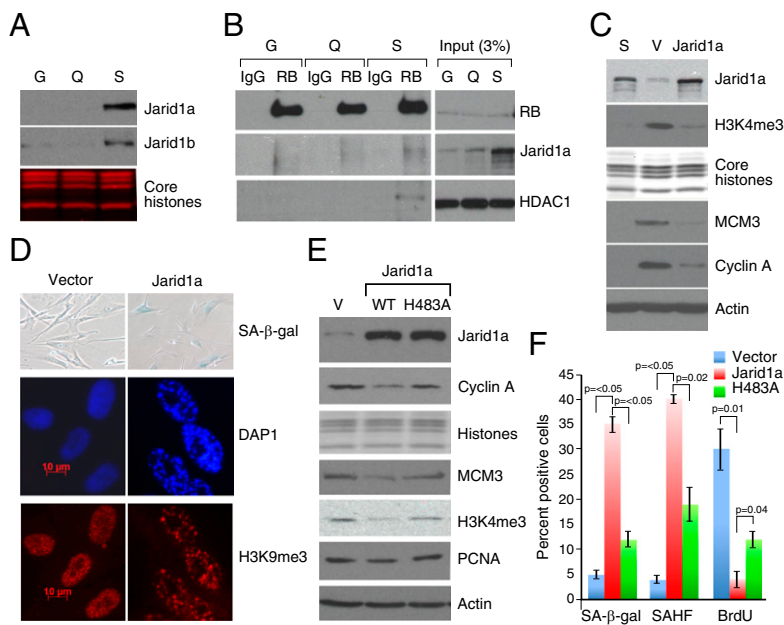 A
G Q S
Jarid1a
Jarid1b
Core
histones
B
G Q S Input (3%)
IgG RB IgG RB IgG RB G Q S
RB
Jarid1a
HDAC1
C
S V Jarid1a
Jarid1a
H3K4me3
Core
histones
MCM3
Cyclin A
Actin
D
Vector Jarid1a
SA-β-gal
DAP1
10 µm
H3K9me3
10 µm
E
Jarid1a
V WT H483A
Jarid1a
Cyclin A
Histones
MCM3
H3K4me3
PCNA
Actin
F
Vector
Jarid1a
H483A
Percent positive cells
45
40
35
30
25
20
15
10
5
0
p=<0.05
p=<0.05
p=<0.05
p=0.02
p=0.01
p=0.04
SA-β-gal SAHF BrdU